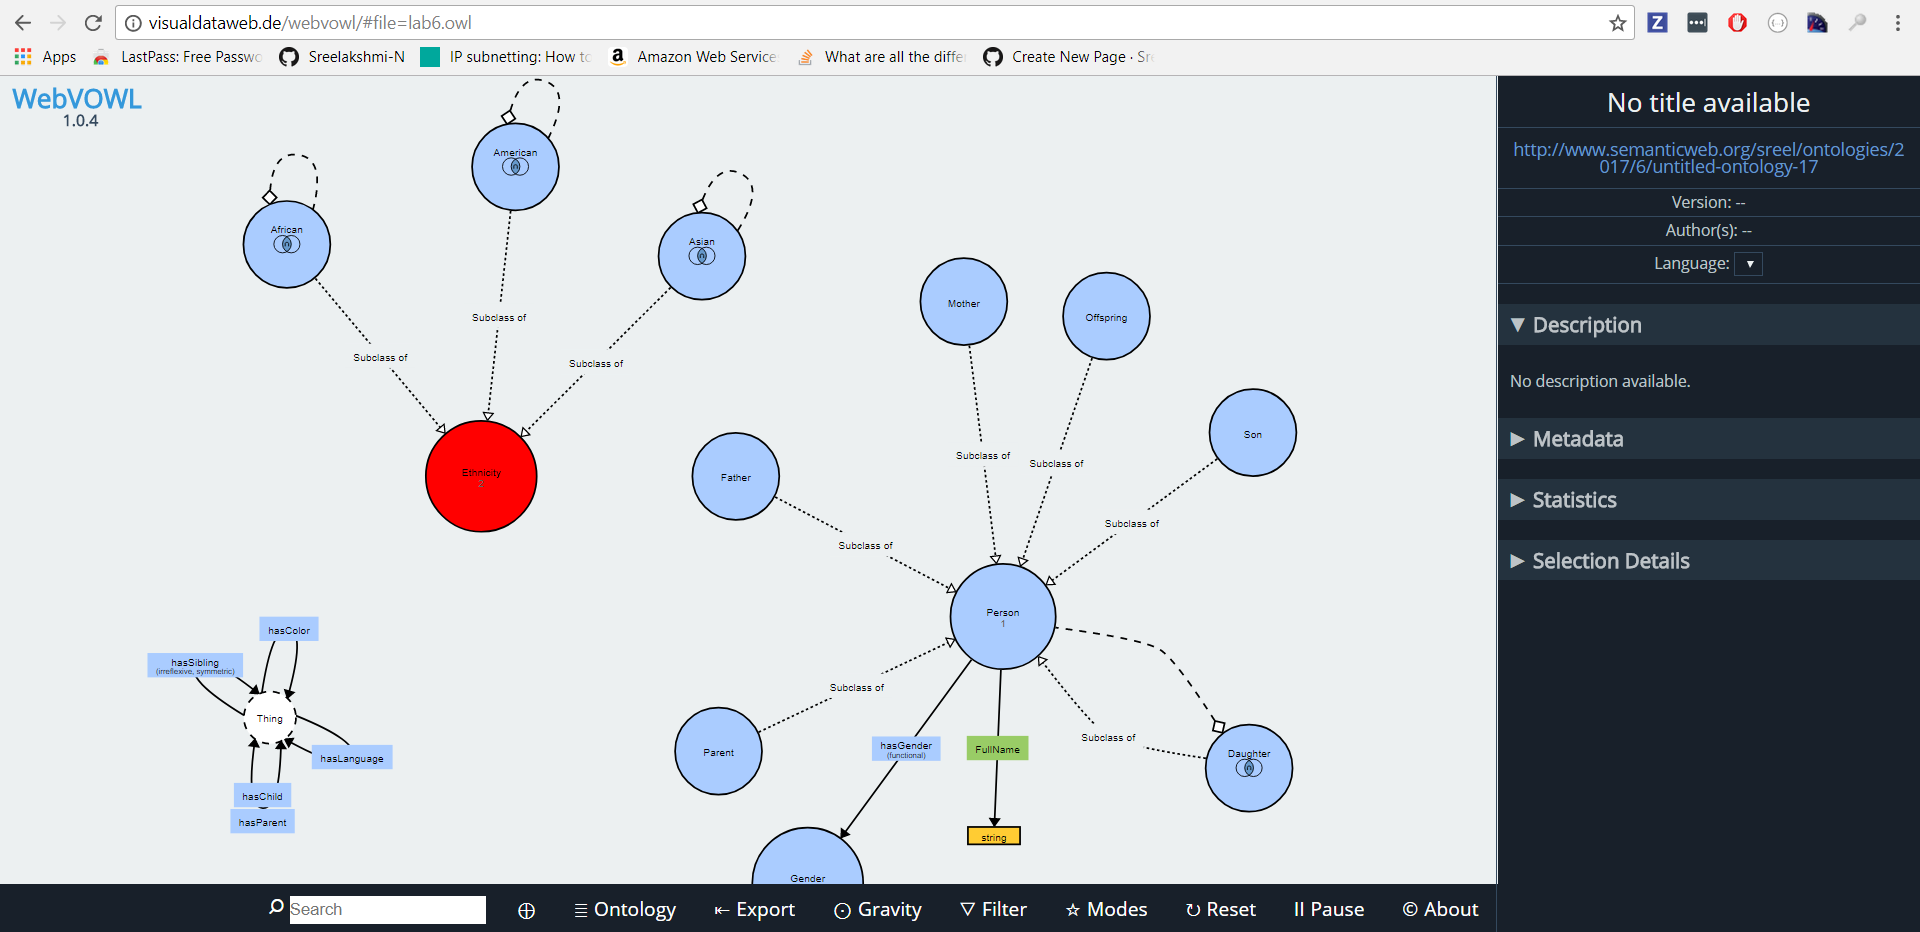 visualdataweb.de/webvowl/#file=lab6.owl
Apps
LastPass: Free Passwo
Sreelakshmi-N
IP subnetting: How to
Amazon Web Service
What are all the differ
Create New Page · Sre
WebVOWL
1.0.4
American
African
Asian
Subclass of
Subclass of
Subclass of
Ethnicity
2
Mother
Offspring
Son
Father
Subclass of
Subclass of
Subclass of
Subclass of
Person
1
Subclass of
Parent
hasGender
(functional)
FullName
Subclass of
Daughter
string
Gender
hasColor
hasSibling
(irreflexive, symmetric)
Thing
hasLanguage
hasChild
hasParent
No title available
http://www.semanticweb.org/sreel/ontologies/2
017/6/untitled-ontology-17
Version: --
Author(s): --
Language:
Description
No description available.
Metadata
Statistics
Selection Details
Search
Ontology
Export
Gravity
Filter
Modes
Reset
Pause
© About